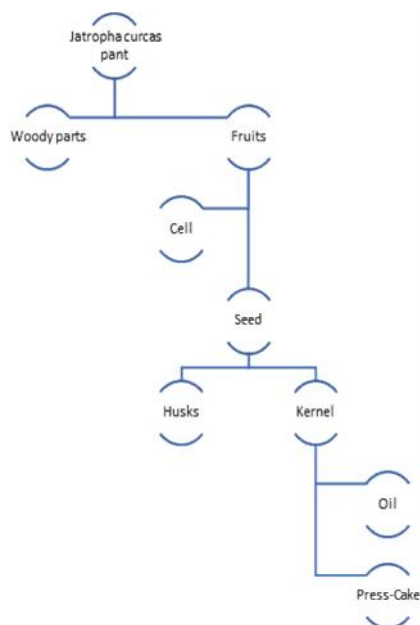 Jatropha curcas
pant
Woody parts
Fruits
Cell
Seed
Husks
Kernel
Oil
Press-Cake